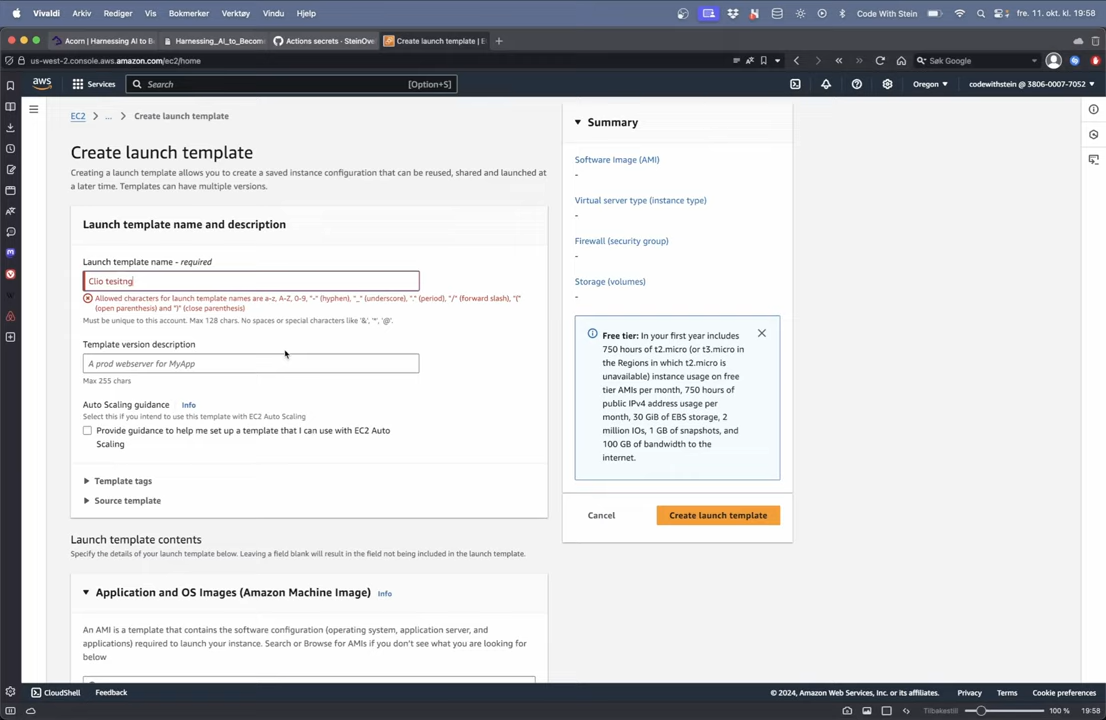 Vivaldi Arkiv Rediger Vis Bokmerker Verktøy Vindu Hjelp Code With Stein fre. 11. okt. kl. 19:58
Acorn | Harnessing AI to B Harnessing_AI_to_Becom Actions secrets · SteinOve Create launch template | E
us-west-2.console.aws.amazon.com/ec2/home Søk Google
aws Services Search [Option+S] Oregon codewithstein @ 3806-0007-7052
EC2 ... Create launch template
Create launch template
Creating a launch template allows you to create a saved instance configuration that can be reused, shared and launched
at a later time. Templates can have multiple versions.
Launch template name and description
Launch template name - required
Clio tesitng
Allowed characters for launch template names are a-z, A-Z, 0-9, "-" (hyphen), "_" (underscore), "." (period), "/" (forward slash), "("
(open parenthesis and ")" (close parenthesis)
Must be unique to this account. Max 128 chars. No spaces or special characters like '&', '*', '@'.
Template version description
A prod webserver for MyApp
Max 255 chars
Auto Scaling guidance Info
Select this if you intend to use this template with EC2 Auto Scaling
Provide guidance to help me set up a template that I can use with EC2 Auto
Scaling
Template tags
Source template
Launch template contents
Specify the details of your launch template below. Leaving a field blank will result in the field not being included in the launch template.
Application and OS Images (Amazon Machine Image) Info
An AMI is a template that contains the software configuration (operating system, application server, and
applications) required to launch your instance. Search or Browse for AMIs if you don't see what you are looking for
below
Summary
Software Image (AMI)
-
Virtual server type (instance type)
-
Firewall (security group)
-
Storage (volumes)
-
Free tier: In your first year includes
750 hours of t2.micro (or t3.micro in
the Regions in which t2.micro is
unavailable) instance usage on free
tier AMIs per month, 750 hours of
public IPv4 address usage per
month, 30 GiB of EBS storage, 2
million IOs, 1 GB of snapshots, and
100 GB of bandwidth to the
internet.
Cancel Create launch template
CloudShell Feedback © 2024, Amazon Web Services, Inc. or its affiliates. Privacy Terms Cookie preferences
Tilbakestill 100 % 19:58